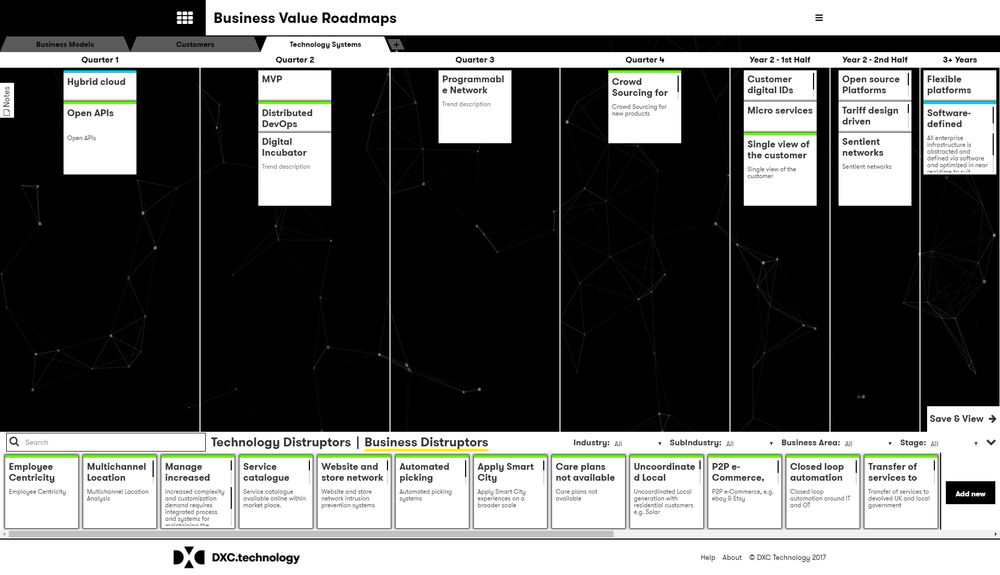 Business Value Roadmaps
Business Models
Customers
Technology Systems
+
Quarter 1
Quarter 2
Quarter 3
Quarter 4
Year 2 - 1st Half
Year 2 - 2nd Half
3+ Years
Notes
Hybrid cloud
Open APIs
Open APIs
MVP
Distributed
DevOps
Digital
Incubator
Trend description
Programmabl
e Network
Trend description
Crowd
Sourcing for
Crowd Sourcing for
new products
Customer
digital IDs
Micro services
Single view of
the customer
Single view of the
customer
Open source
Platforms
Tariff design
driven
Sentient
networks
Sentient networks
Flexible
platforms
Software-
defined
All enterprise
infrastructure is
abstracted and
defined via software
and optimized in near
real-time to suit
Save & View
Search
Technology Distruptors | Business Distruptors
Industry: All
SubIndustry: All
Business Area: All
Stage: All
Employee
Centricity
Employee Centricity
Multichannel
Location
Multichannel Location
Analysis
Manage
increased
increased complexity
and customization
demand requires
integrated process
and systems for
maintaining the
Service
catalogue
Service catalogue
available online within
market place.
Website and
store network
Website and store
network intrusion
prevention systems
Automated
picking
Automated picking
systems
Apply Smart
City
Apply Smart City
experiences on a
broader scale
Care plans
not available
Care plans not
available
Uncoordinate
d Local
Uncoordinated Local
generation with
residential customers
e.g. Solar
P2P e-
Commerce,
P2P e-Commerce, e.g.
ebay & Etsy
Closed loop
automation
Closed loop
automation around IT
and OT
Transfer of
services to
Transfer of services to
devolved UK and local
government
Add new
DXC.technology
Help
About
© DXC Technology 2017